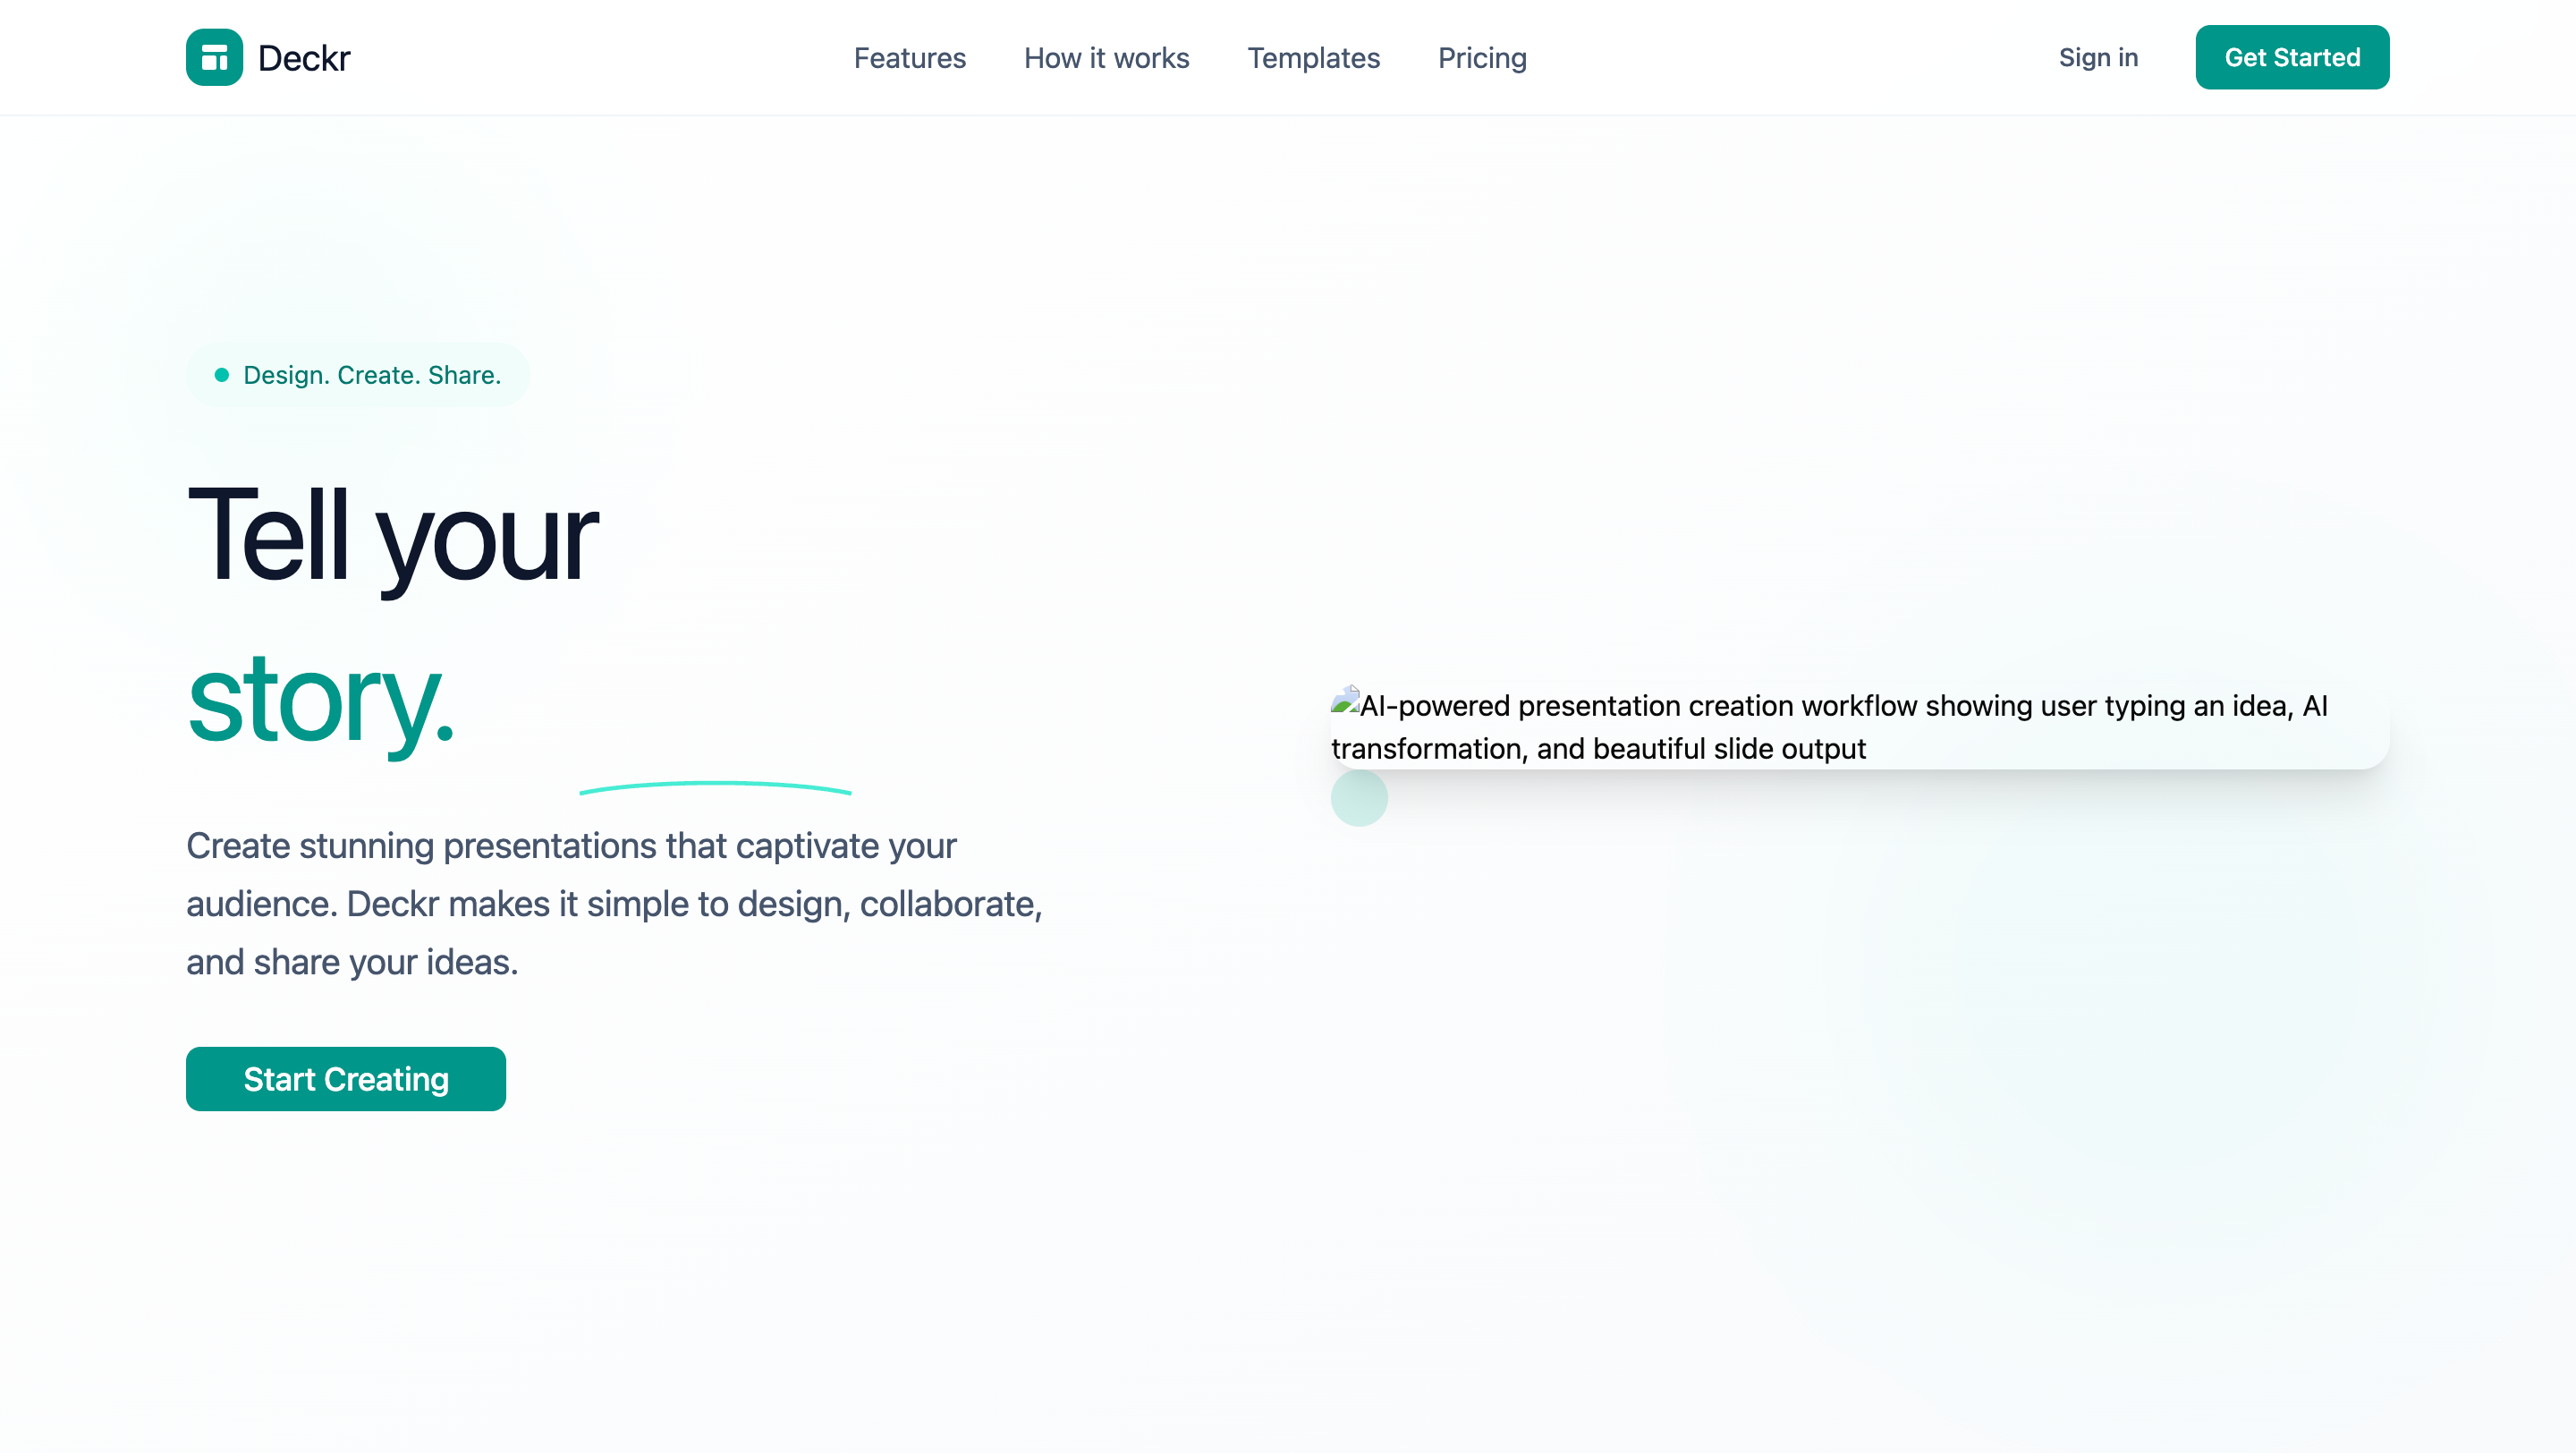 Deckr
Features
How it works
Templates
Pricing
Sign in
Get Started
Design. Create. Share.
Tell your
story.
Create stunning presentations that captivate your
audience. Deckr makes it simple to design, collaborate,
and share your ideas.
Start Creating
AI-powered presentation creation workflow showing user typing an idea, AI
transformation, and beautiful slide output